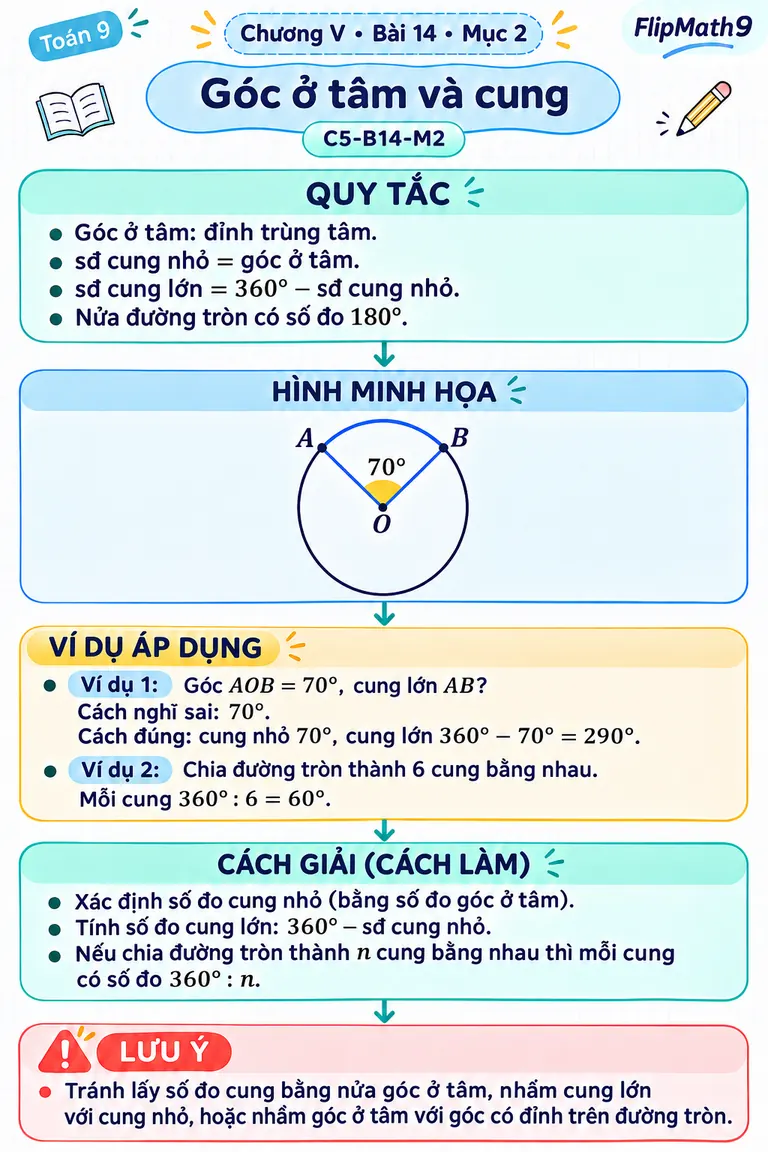 Toán 9
Chương V • Bài 14 • Mục 2
FlipMath9
Góc ở tâm và cung
C5-B14-M2
QUY TẮC
• Góc ở tâm: đỉnh trùng tâm.
• sđ cung nhỏ = góc ở tâm.
• sđ cung lớn = 360° − sđ cung nhỏ.
• Nửa đường tròn có số đo 180°.
HÌNH MINH HỌA
A
B
70°
O
VÍ DỤ ÁP DỤNG
• Ví dụ 1: Góc AOB = 70°, cung lớn AB?
Cách nghĩ sai: 70°.
Cách đúng: cung nhỏ 70°, cung lớn 360° − 70° = 290°.
• Ví dụ 2: Chia đường tròn thành 6 cung bằng nhau.
Mỗi cung 360° : 6 = 60°.
CÁCH GIẢI (CÁCH LÀM)
• Xác định số đo cung nhỏ (bằng số đo góc ở tâm).
• Tính số đo cung lớn: 360° − sđ cung nhỏ.
• Nếu chia đường tròn thành n cung bằng nhau thì mỗi cung
có số đo 360° : n.
! LƯU Ý
• Tránh lấy số đo cung bằng nửa góc ở tâm, nhầm cung lớn
với cung nhỏ, hoặc nhầm góc ở tâm với góc có đỉnh trên đường tròn.